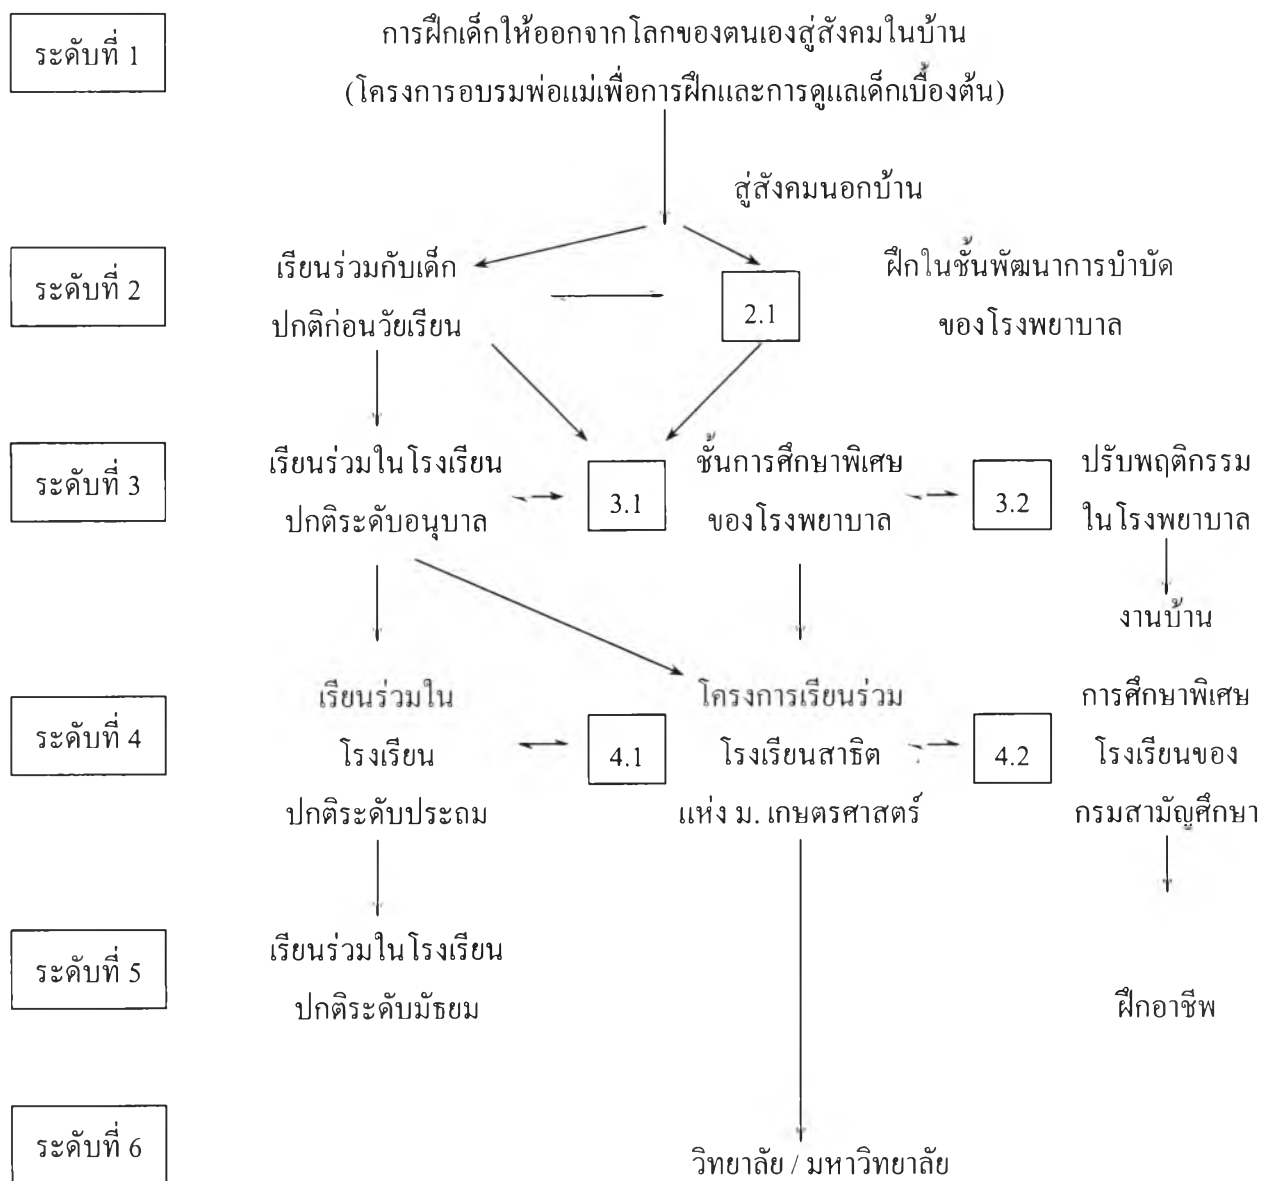 ระดับที่ 1
การฝึกเด็กให้ออกจากโลกของตนเองสู่สังคมในบ้าน
(โครงการอบรมพ่อแม่เพื่อการฝึกและการดูแลเด็กเบื้องต้น)
สู่สังคมนอกบ้าน
ระดับที่ 2
เรียนร่วมกับเด็ก
ปกติก่อนวัยเรียน
2.1
ฝึกในชั้นพัฒนาการบำบัด
ของโรงพยาบาล
ระดับที่ 3
เรียนร่วมในโรงเรียน
ปกติระดับอนุบาล
3.1
ชั้นการศึกษาพิเศษ
ของโรงพยาบาล
3.2
ปรับพฤติกรรม
ในโรงพยาบาล
งานบ้าน
ระดับที่ 4
เรียนร่วมใน
โรงเรียน
ปกติระดับประถม
4.1
โครงการเรียนร่วม
โรงเรียนสาธิต
แห่ง ม. เกษตรศาสตร์
4.2
การศึกษาพิเศษ
โรงเรียนของ
กรมสามัญศึกษา
ระดับที่ 5
เรียนร่วมในโรงเรียน
ปกติระดับมัธยม
ฝึกอาชีพ
ระดับที่ 6
วิทยาลัย / มหาวิทยาลัย